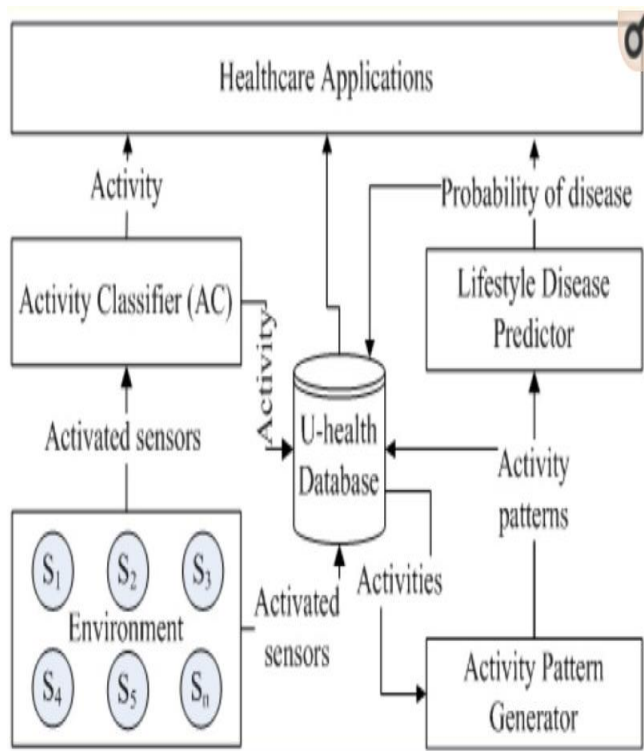 Healthcare Applications
Activity
Probability of disease
Activity Classifier (AC)
Lifestyle Disease
Predictor
Activity
Activated sensors
U-health
Database
Activity
patterns
S₁
S₂
S₃
Environment
S₄
S₅
Sₙ
Activated
sensors
Activities
Activity Pattern
Generator